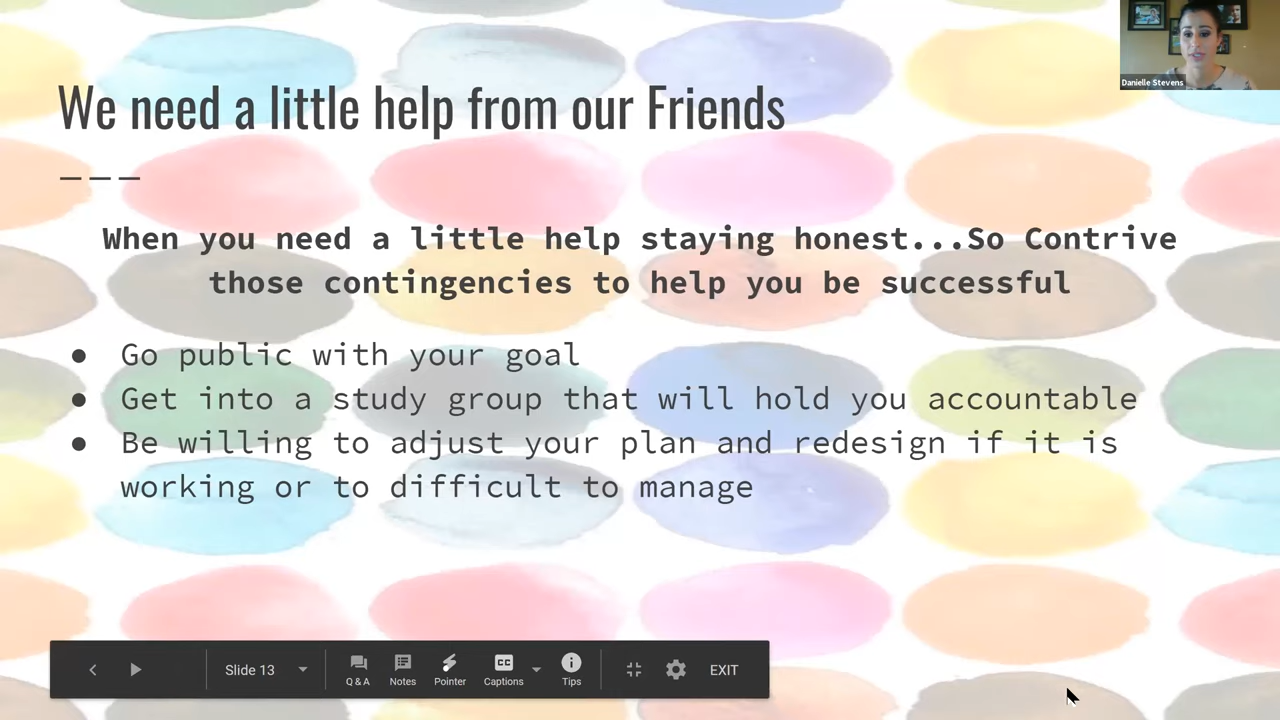 Danielle Stevens
We need a little help from our Friends
When you need a little help staying honest...So Contrive
those contingencies to help you be successful
● Go public with your goal
● Get into a study group that will hold you accountable
● Be willing to adjust your plan and redesign if it is
working or to difficult to manage
Slide 13
Q & A
Notes
Pointer
CC
Captions
Tips
EXIT